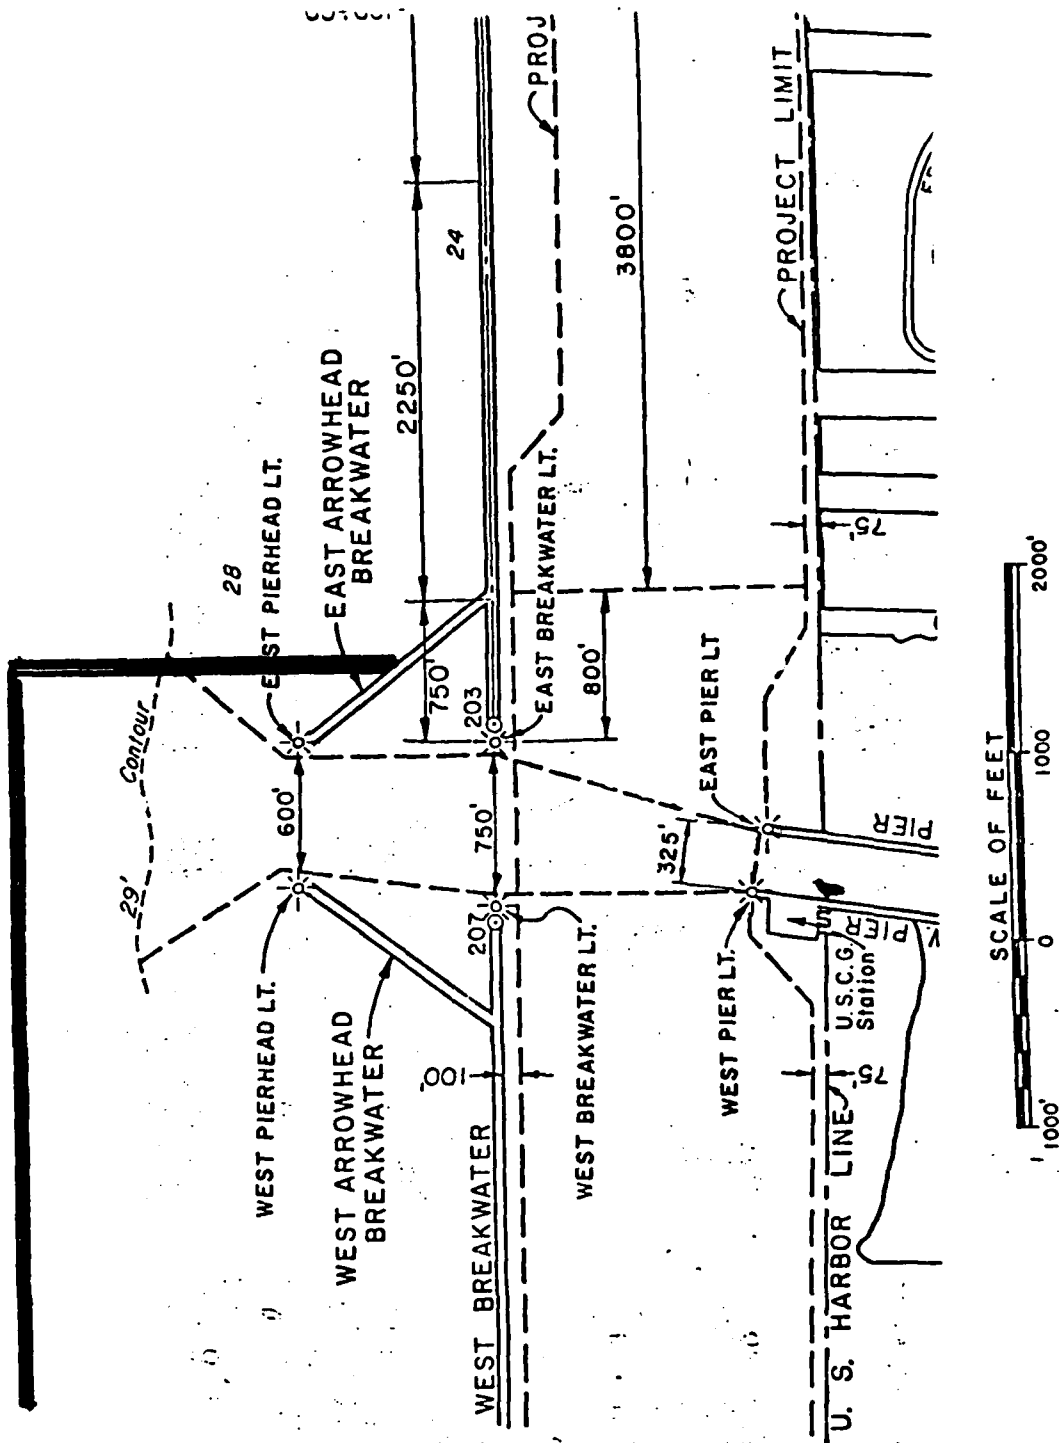 29'
Contour
28
WEST PIERHEAD LT.
600'
EAST PIERHEAD LT.
WEST ARROWHEAD
BREAKWATER
EAST ARROWHEAD
BREAKWATER
750'
2250'
24
WEST BREAKWATER
100'
207
750'
203
WEST BREAKWATER LT.
EAST BREAKWATER LT.
PROJ
800'
3800'
WEST PIER LT.
325'
EAST PIER LT
PROJECT LIMIT
U. S. HARBOR LINE
75'
U.S.C.G.
Station
PIER
PIER
75'
SCALE OF FEET
1000'
0
1000
2000'